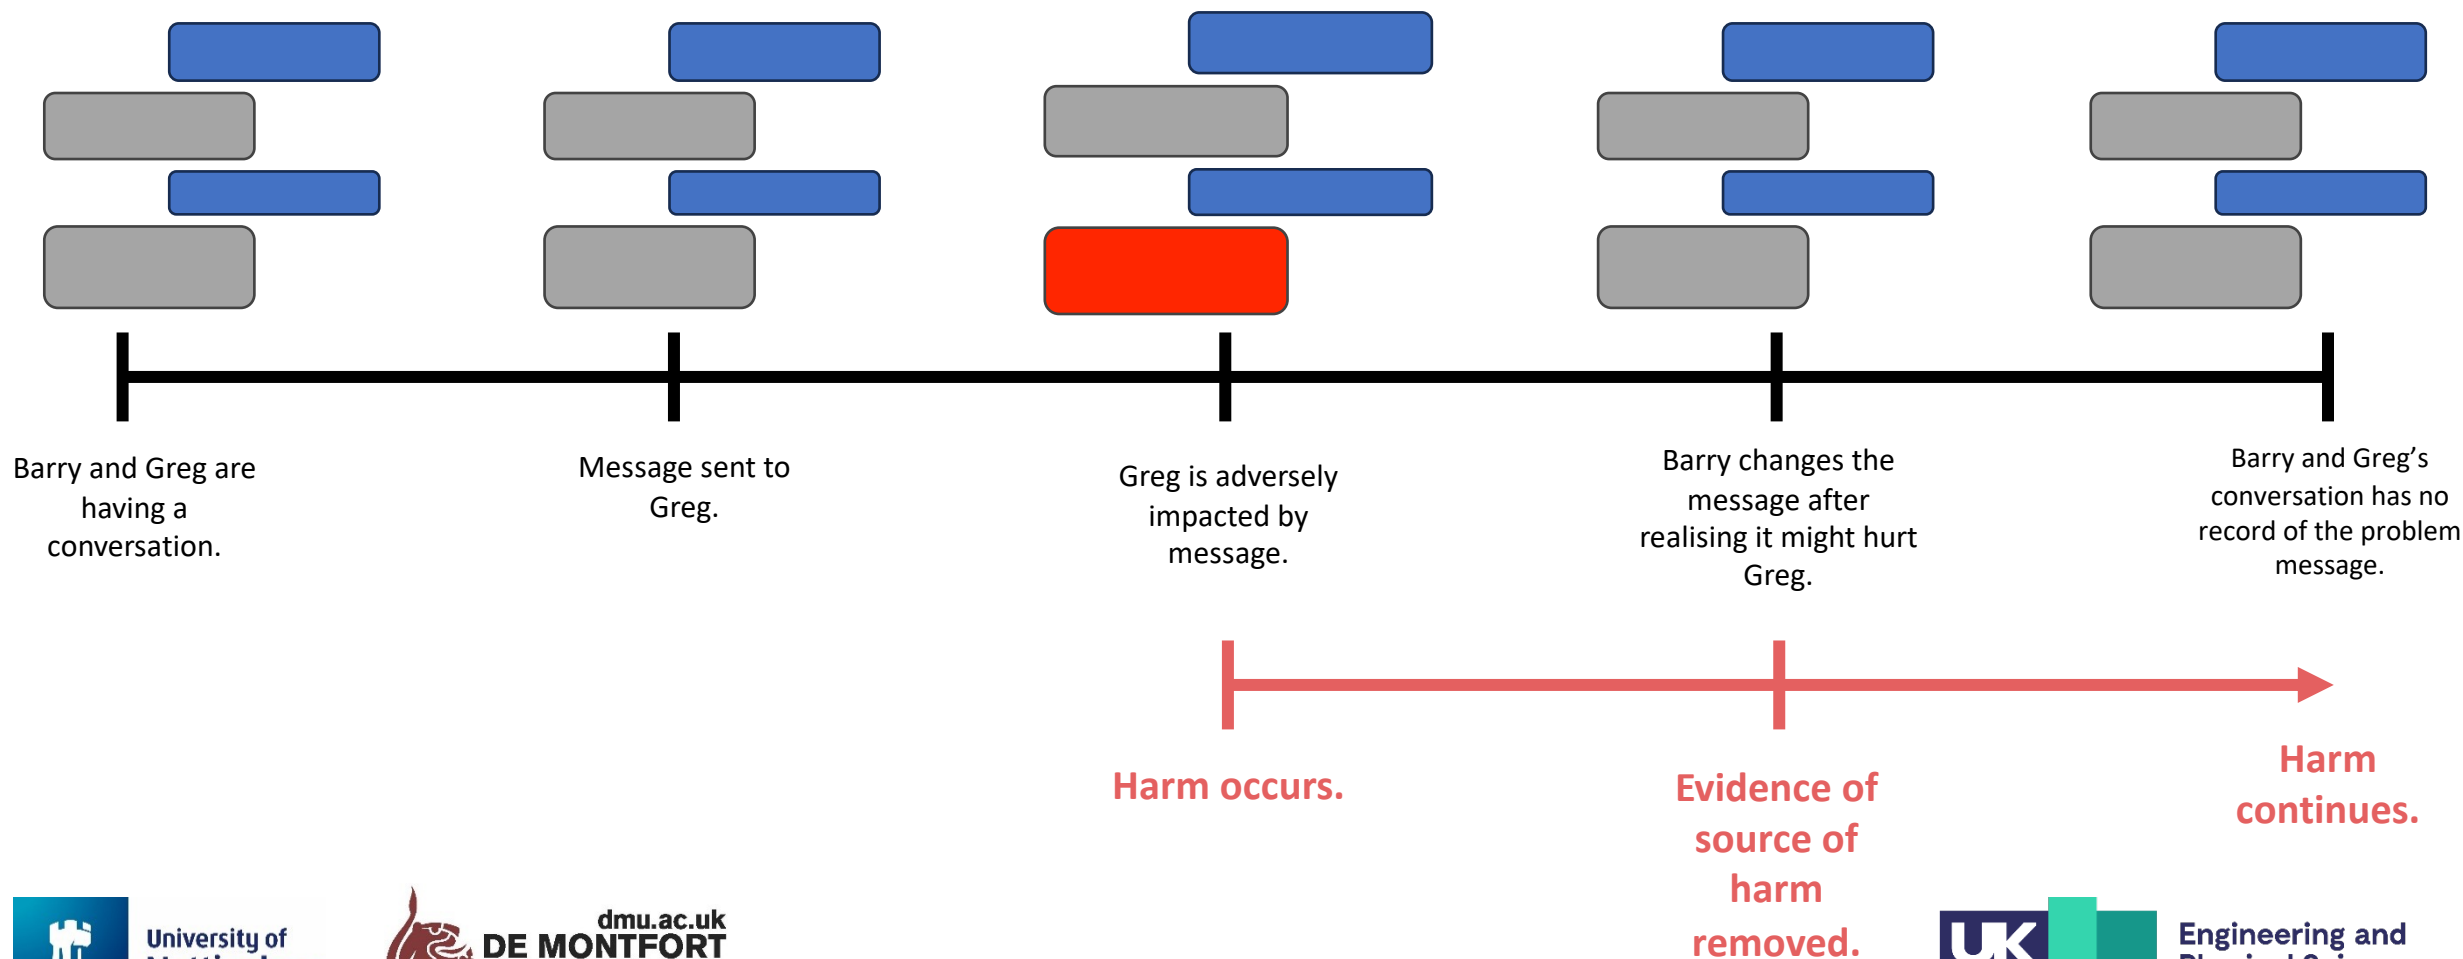 Barry and Greg are
having a
conversation.
Message sent to
Greg.
Greg is adversely
impacted by
message.
Barry changes the
message after
realising it might hurt
Greg.
Barry and Greg’s
conversation has no
record of the problem
message.
Harm occurs.
Evidence of
source of
harm
removed.
Harm
continues.
University of
dmu.ac.uk
DE MONTFORT
UK
Engineering and